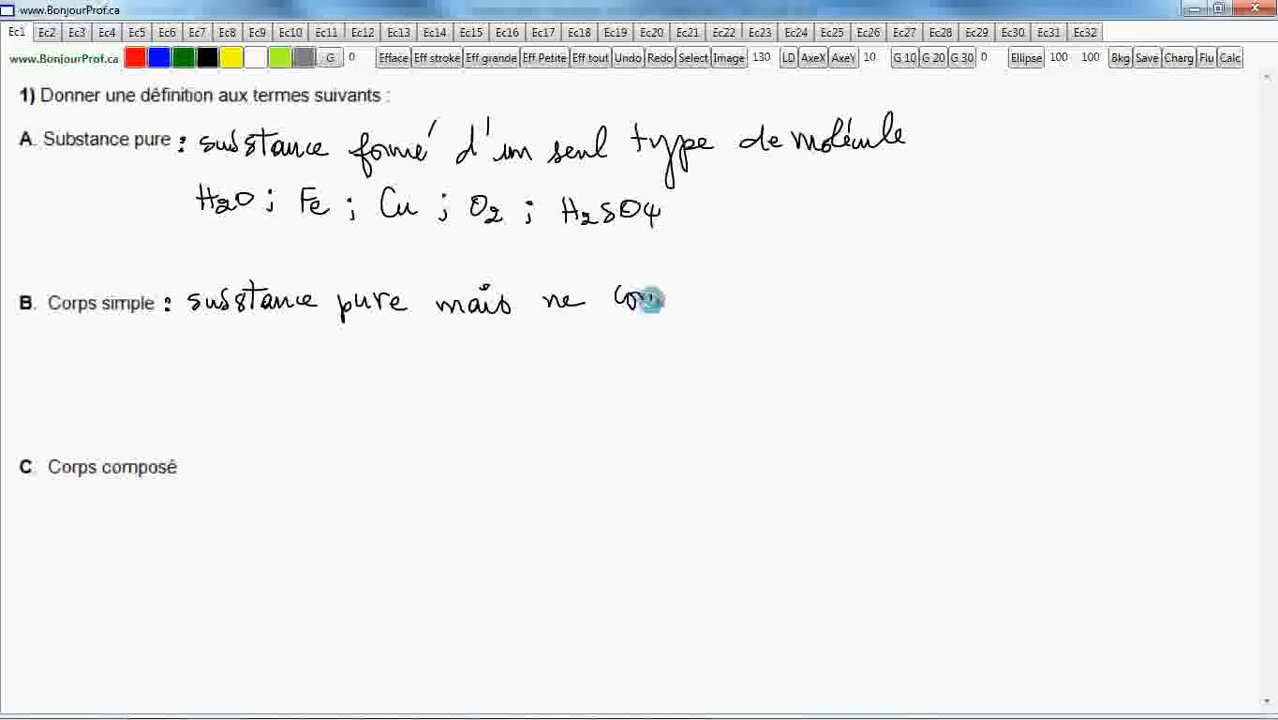 www.BonjourProf.ca
Ec1 Ec2 Ec3 Ec4 Ec5 Ec6 Ec7 Ec8 Ec9 Ec10 Ec11 Ec12 Ec13 Ec14 Ec15 Ec16 Ec17 Ec18 Ec19 Ec20 Ec21 Ec22 Ec23 Ec24 Ec25 Ec26 Ec27 Ec28 Ec29 Ec30 Ec31 Ec32
www.BonjourProf.ca G 0 Efface Eff stroke Eff grande Eff Petite Eff tout Undo Redo Select Image 130 LD AxeX AxeY 10 G 10 G 20 G 30 0 Ellipse 100 100 Bkg Save Charg Flu Calc
1) Donner une définition aux termes suivants :
A. Substance pure : substance formé d'un seul type de molécule
H2O ; Fe ; Cu ; O2 ; H2SO4
B. Corps simple : substance pure mais ne
C. Corps composé